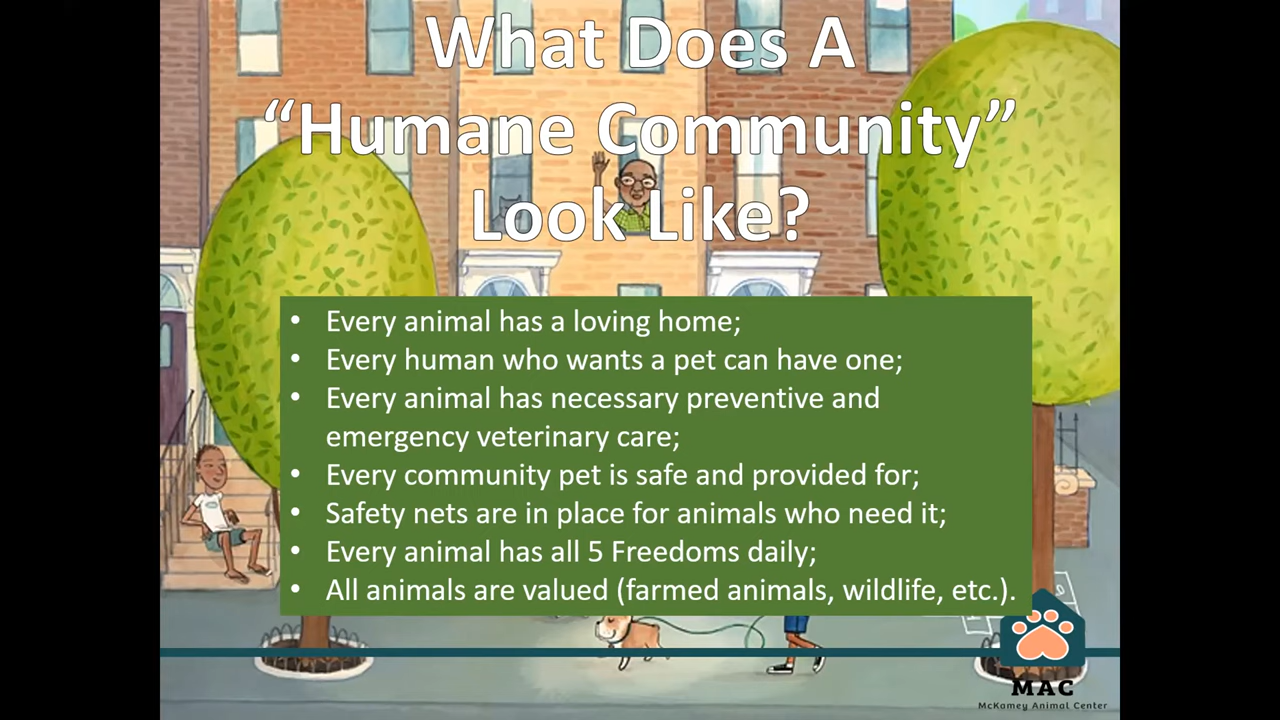 What Does A
“Humane Community”
Look Like?
• Every animal has a loving home;
• Every human who wants a pet can have one;
• Every animal has necessary preventive and
emergency veterinary care;
• Every community pet is safe and provided for;
• Safety nets are in place for animals who need it;
• Every animal has all 5 Freedoms daily;
• All animals are valued (farmed animals, wildlife, etc.).
MAC
McKamey Animal Center